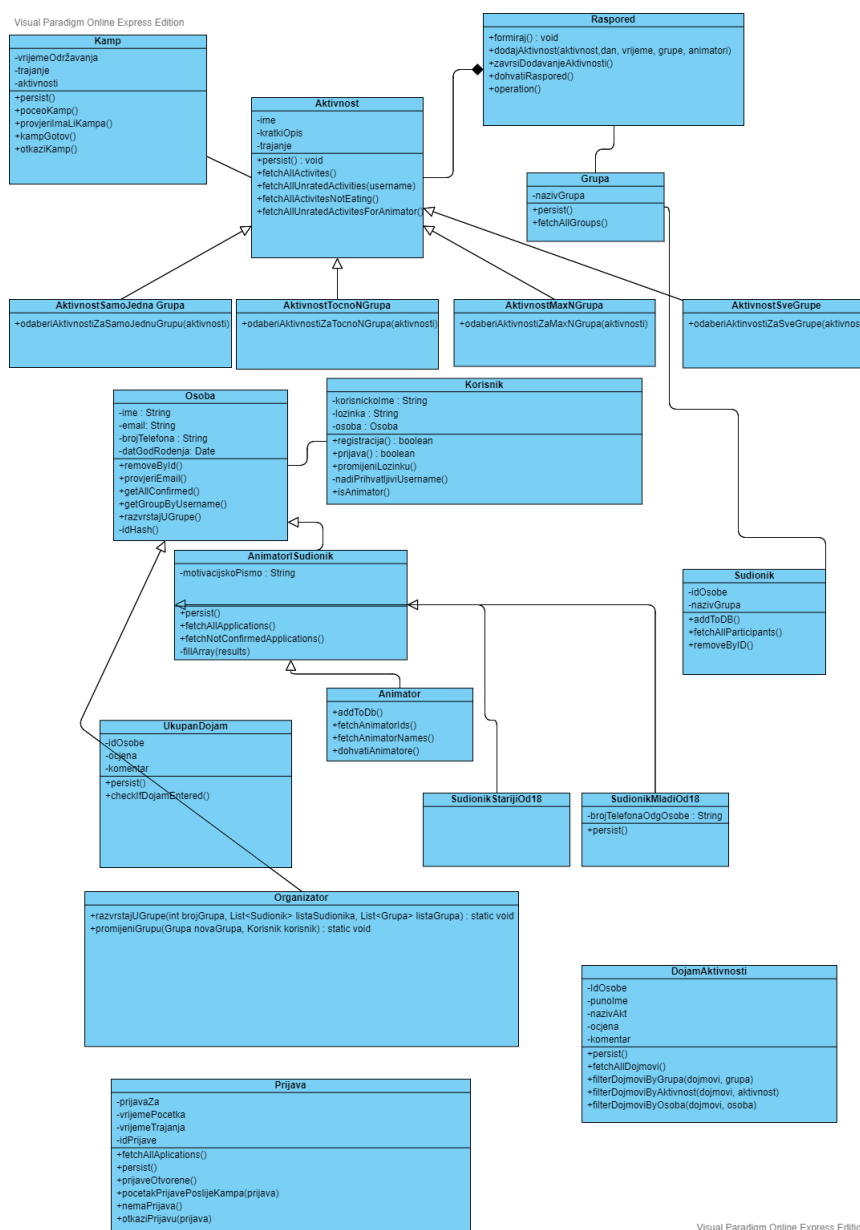 Visual Paradigm Online Express Edition
Kamp
-vrijemeOdržavanja
-trajanje
-aktivnosti
+persist()
+poceoKamp()
+provjeriImaLiKampa()
+kampGotov()
+otkaziKamp()
Raspored
+formiraj() : void
+dodajAktivnost(aktivnost,dan, vrijeme, grupe, animatori)
+zavrsiDodavanjeAktivnosti()
+dohvatiRaspored()
+operation()
Aktivnost
-ime
-kratkiOpis
-trajanje
+persist() : void
+fetchAllActivites()
+fetchAllUnratedActivities(username)
+fetchAllActivitesNotEating()
+fetchAllUnratedActivitesForAnimator()
Grupa
-nazivGrupa
+persist()
+fetchAllGroups()
AktivnostSamoJedna Grupa
+odaberiAktivnostiZaSamoJednuGrupu(aktivnosti)
AktivnostTocnoNGrupa
+odaberiAktivnostiZaTocnoNGrupa(aktivnosti)
AktivnostMaxNGrupa
+odaberiAktivnostiZaMaxNGrupa(aktivnosti)
AktivnostSveGrupe
+odaberiAktinvostiZaSveGrupe(aktivnost
Osoba
-ime : String
-email: String
-brojTelefona : String
-datGodRodenja: Date
+removeById()
+provjeriEmail()
+getAllConfirmed()
+getGroupByUsername()
+razvrstajUGrupe()
-idHash()
Korisnik
-korisnickoIme : String
-lozinka : String
-osoba : Osoba
+registracija() : boolean
+prijava() : boolean
+promijeniLozinku()
-nadiPrihvatljiviUsername()
+isAnimator()
AnimatorISudionik
-motivacijskoPismo : String
+persist()
+fetchAllApplications()
+fetchNotConfirmedApplications()
-fillArray(results)
Sudionik
-idOsobe
-nazivGrupa
+addToDB()
+fetchAllParticipants()
+removeByID()
Animator
+addToDb()
+fetchAnimatorIds()
+fetchAnimatorNames()
+dohvatiAnimatore()
UkupanDojam
-idOsobe
-ocjena
-komentar
+persist()
+checkIfDojamEntered()
SudionikStarijiOd18
SudionikMladiOd18
-brojTelefonaOdgOsobe : String
+persist()
Organizator
+razvrstajUGrupe(int brojGrupa, List<Sudionik> listaSudionika, List<Grupa> listaGrupa) : static void
+promijeniGrupu(Grupa novaGrupa, Korisnik korisnik) : static void
DojamAktivnosti
-IdOsobe
-punoIme
-nazivAkt
-ocjena
-komentar
+persist()
+fetchAllDojmovi()
+filterDojmoviByGrupa(dojmovi, grupa)
+filterDojmoviByAktivnost(dojmovi, aktivnost)
+filterDojmoviByOsoba(dojmovi, osoba)
Prijava
-prijavaZa
-vrijemePocetka
-vrijemeTrajanja
-idPrijave
+fetchAllAplications()
+persist()
+prijaveOtvorene()
+pocetakPrijavePoslijeKampa(prijava)
+nemaPrijava()
+otkaziPrijavu(prijava)
Visual Paradigm Online Express Editio